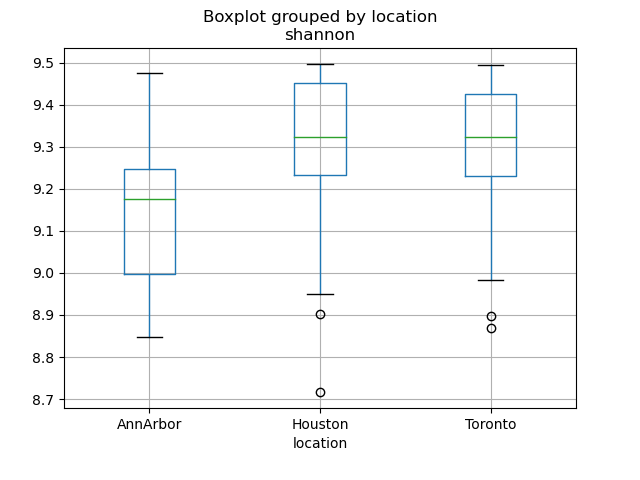 Boxplot grouped by location
shannon
9.5
9.4
9.3
9.2
9.1
9.0
8.9
8.8
8.7
AnnArbor Houston Toronto
location